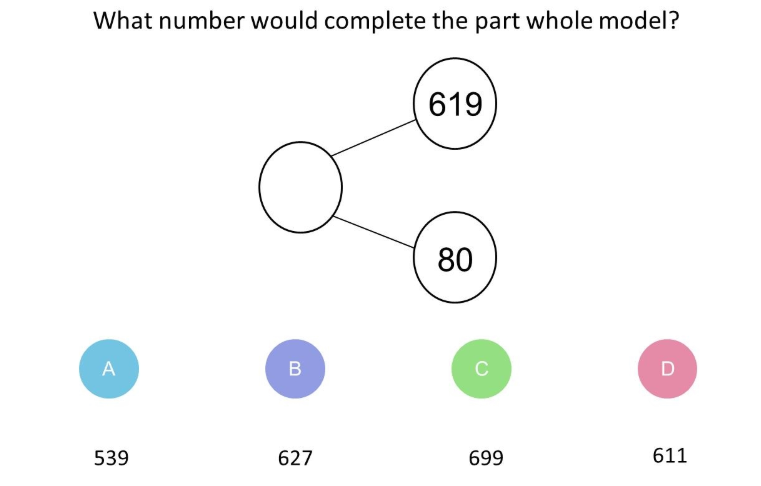 What number would complete the part whole model?
619
80
A B C D
539 627 699 611